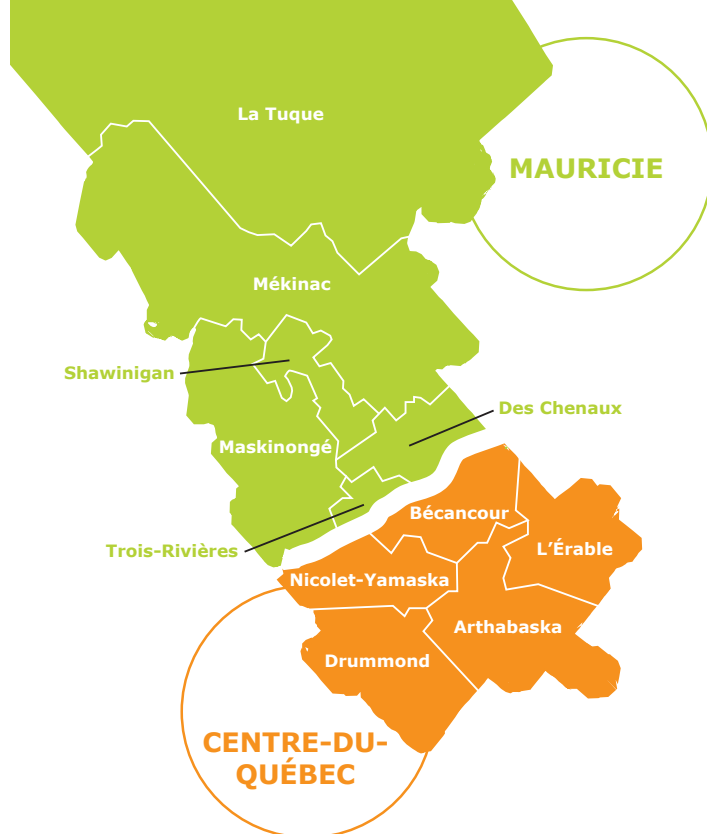 La Tuque
MAURICIE
Mékinac
Shawinigan
Des Chenaux
Maskinongé
Bécancour
Trois-Rivières
L'Érable
Nicolet-Yamaska
Arthabaska
Drummond
CENTRE-DU-
QUÉBEC